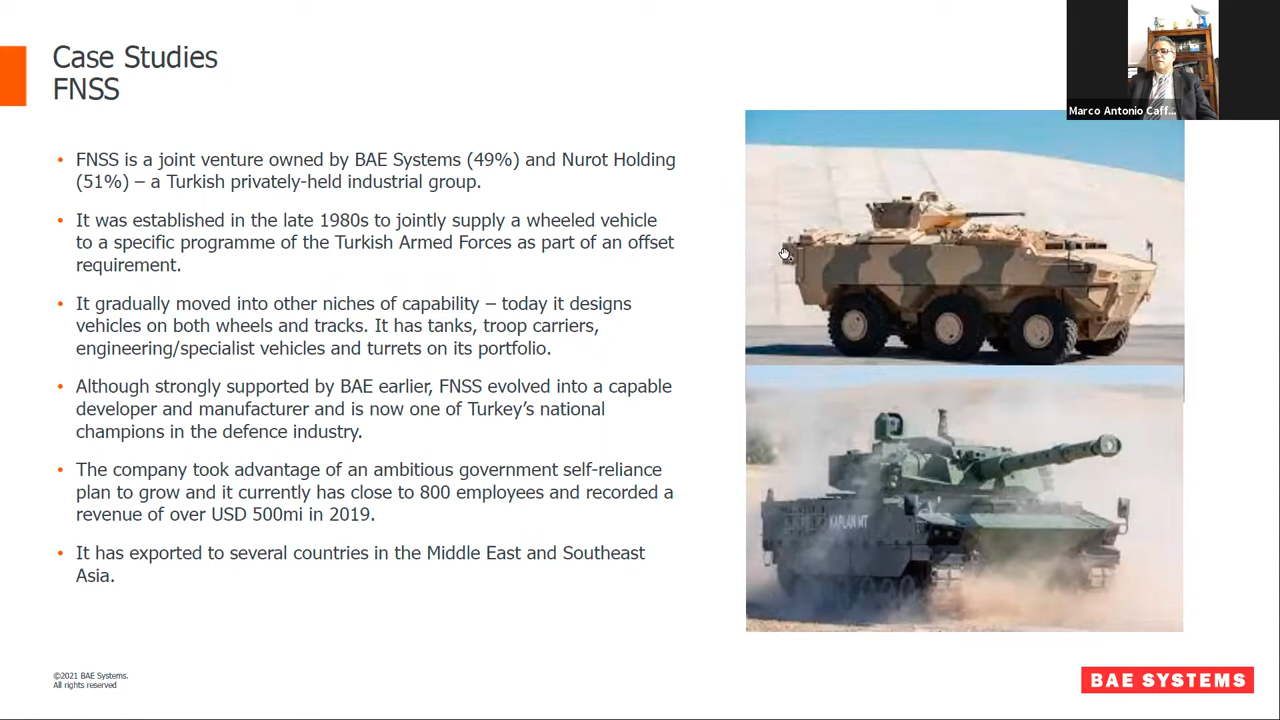 Case Studies
FNSS
Marco Antonio Caff...
• FNSS is a joint venture owned by BAE Systems (49%) and Nurot Holding
(51%) – a Turkish privately-held industrial group.
• It was established in the late 1980s to jointly supply a wheeled vehicle
to a specific programme of the Turkish Armed Forces as part of an offset
requirement.
• It gradually moved into other niches of capability – today it designs
vehicles on both wheels and tracks. It has tanks, troop carriers,
engineering/specialist vehicles and turrets on its portfolio.
• Although strongly supported by BAE earlier, FNSS evolved into a capable
developer and manufacturer and is now one of Turkey’s national
champions in the defence industry.
• The company took advantage of an ambitious government self-reliance
plan to grow and it currently has close to 800 employees and recorded a
revenue of over USD 500mi in 2019.
• It has exported to several countries in the Middle East and Southeast
Asia.
KAPLAN MT
©2021 BAE Systems.
All rights reserved
BAE SYSTEMS